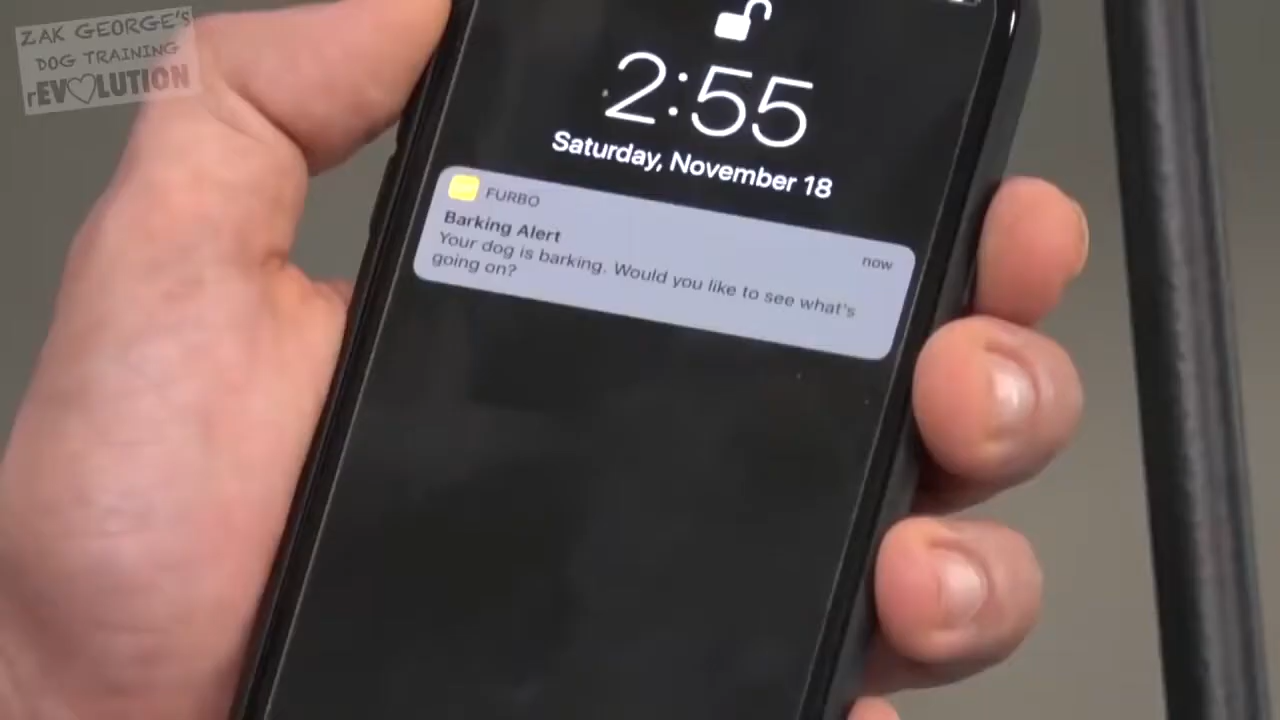 ZAK GEORGE'S
DOG TRAINING
rEVOLUTION
2:55
Saturday, November 18
FURBO
now
Barking Alert
Your dog is barking. Would you like to see what's
going on?